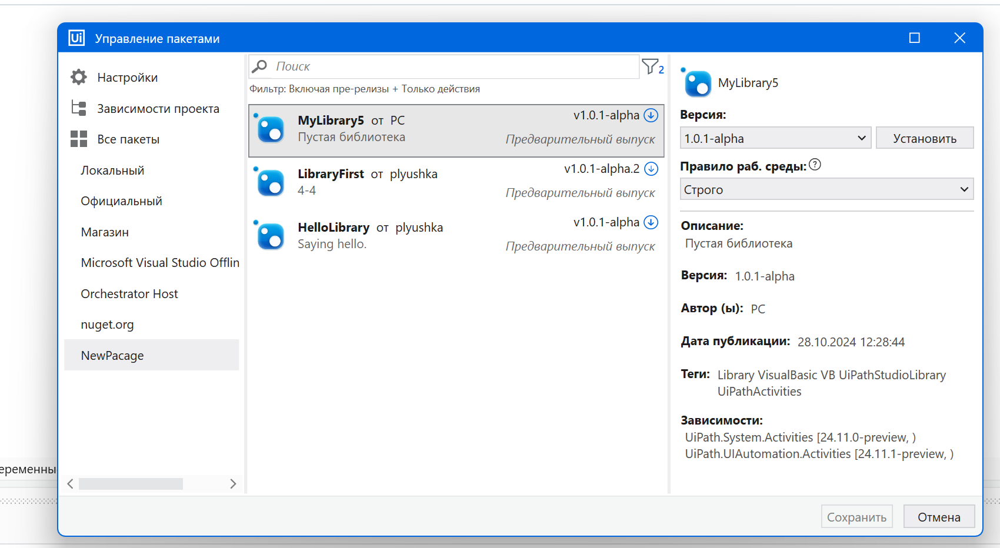 Ui Управление пакетами
Настройки
Зависимости проекта
Все пакеты
Локальный
Официальный
Магазин
Microsoft Visual Studio Offlin
Orchestrator Host
nuget.org
NewPacage
Поиск
2
Фильтр: Включая пре-релизы + Только действия
MyLibrary5 от PC v1.0.1-alpha
Пустая библиотека Предварительный выпуск
LibraryFirst от plyushka v1.0.1-alpha.2
4-4 Предварительный выпуск
HelloLibrary от plyushka v1.0.1-alpha
Saying hello. Предварительный выпуск
MyLibrary5
Версия:
1.0.1-alpha Установить
Правило раб. среды: ?
Строго
Описание:
Пустая библиотека
Версия: 1.0.1-alpha
Автор (ы): PC
Дата публикации: 28.10.2024 12:28:44
Теги: Library VisualBasic VB UiPathStudioLibrary
UiPathActivities
Зависимости:
UiPath.System.Activities [24.11.0-preview, )
UiPath.UIAutomation.Activities [24.11.1-preview, )
еременны
Сохранить Отмена